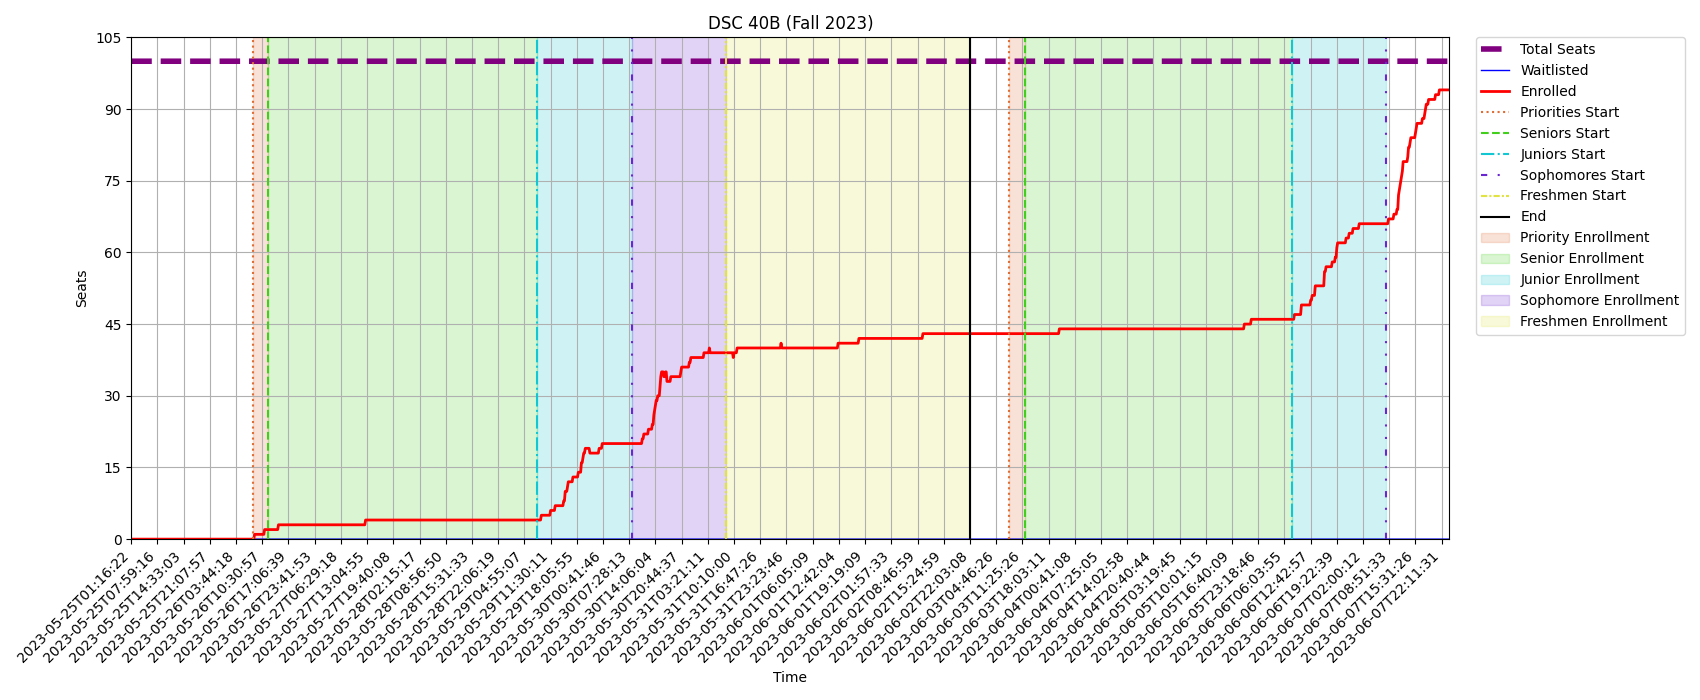 DSC 40B (Fall 2023)
105
90
75
60
45
30
15
0
Seats
2023-05-25T01:16:22
2023-05-25T07:59:16
2023-05-25T14:33:03
2023-05-25T21:07:57
2023-05-26T03:44:18
2023-05-26T10:30:57
2023-05-26T17:06:39
2023-05-26T23:41:53
2023-05-27T06:29:18
2023-05-27T13:04:55
2023-05-27T19:40:08
2023-05-28T02:15:17
2023-05-28T08:56:50
2023-05-28T15:31:33
2023-05-28T22:06:19
2023-05-29T04:55:07
2023-05-29T11:30:11
2023-05-29T18:05:55
2023-05-30T00:41:46
2023-05-30T07:28:13
2023-05-30T14:06:04
2023-05-30T20:44:37
2023-05-31T03:21:11
2023-05-31T10:10:00
2023-05-31T16:47:26
2023-05-31T23:23:46
2023-06-01T06:05:09
2023-06-01T12:42:04
2023-06-01T19:19:09
2023-06-02T01:57:33
2023-06-02T08:46:59
2023-06-02T15:24:59
2023-06-02T22:03:08
2023-06-03T04:46:26
2023-06-03T11:25:26
2023-06-03T18:03:11
2023-06-04T00:41:08
2023-06-04T07:25:05
2023-06-04T14:02:58
2023-06-04T20:40:44
2023-06-05T03:19:45
2023-06-05T10:01:15
2023-06-05T16:40:09
2023-06-05T23:18:46
2023-06-06T06:03:55
2023-06-06T12:42:57
2023-06-06T19:22:39
2023-06-07T02:00:12
2023-06-07T08:51:33
2023-06-07T15:31:26
2023-06-07T22:11:31
Time
Total Seats
Waitlisted
Enrolled
Priorities Start
Seniors Start
Juniors Start
Sophomores Start
Freshmen Start
End
Priority Enrollment
Senior Enrollment
Junior Enrollment
Sophomore Enrollment
Freshmen Enrollment